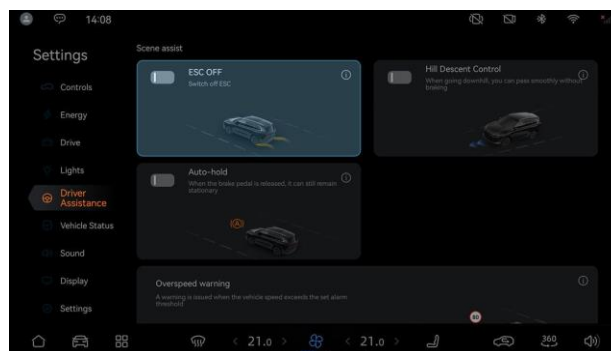 14:08
Settings
Scene assist
ESC OFF
Switch off ESC
Hill Descent Control
When going downhill, you can pass smoothly without
braking
Controls
Energy
Drive
Lights
Auto-hold
When the brake pedal is released, it can still remain
stationary
Driver
Assistance
Vehicle Status
Sound
Overspeed warning
A warning is issued when the vehicle speed exceeds the set alarm
threshold
Display
Settings
80
21.0
21.0
360